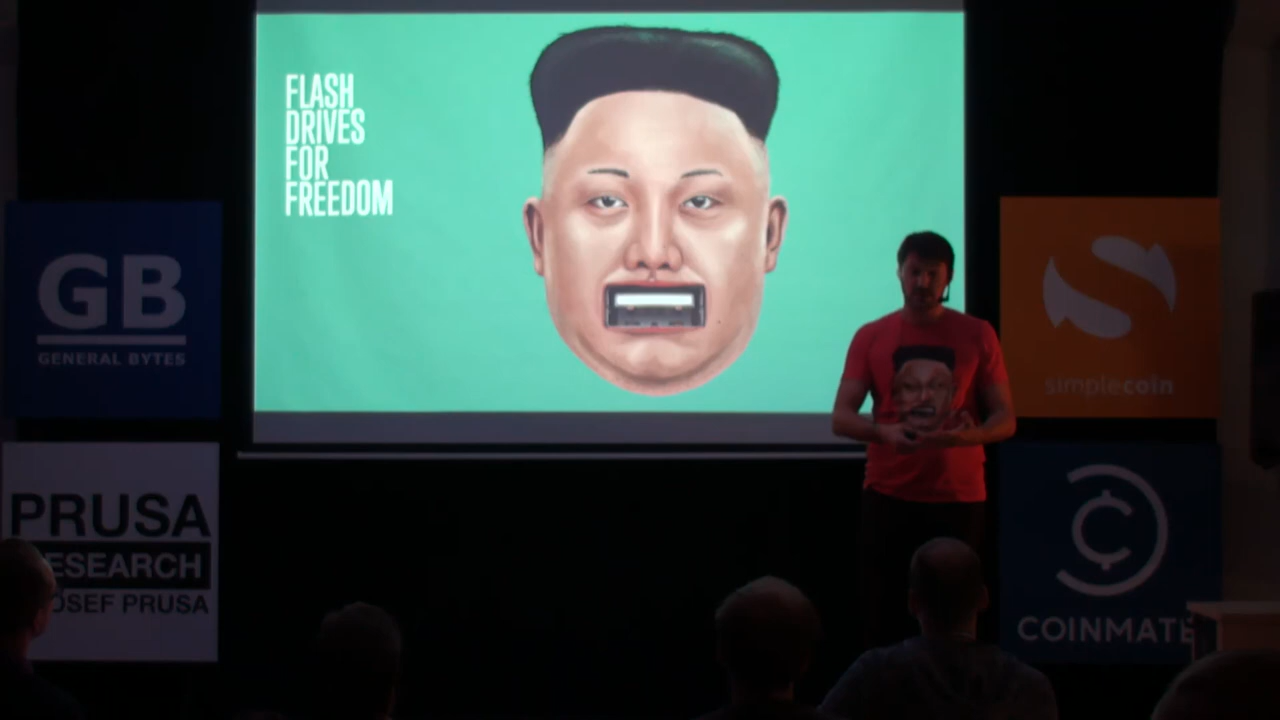 FLASH
DRIVES
FOR
FREEDOM
GB
GENERAL BYTES
PRUSA
ESEARCH
OSEF PRUSA
simplecoin
COINMATE